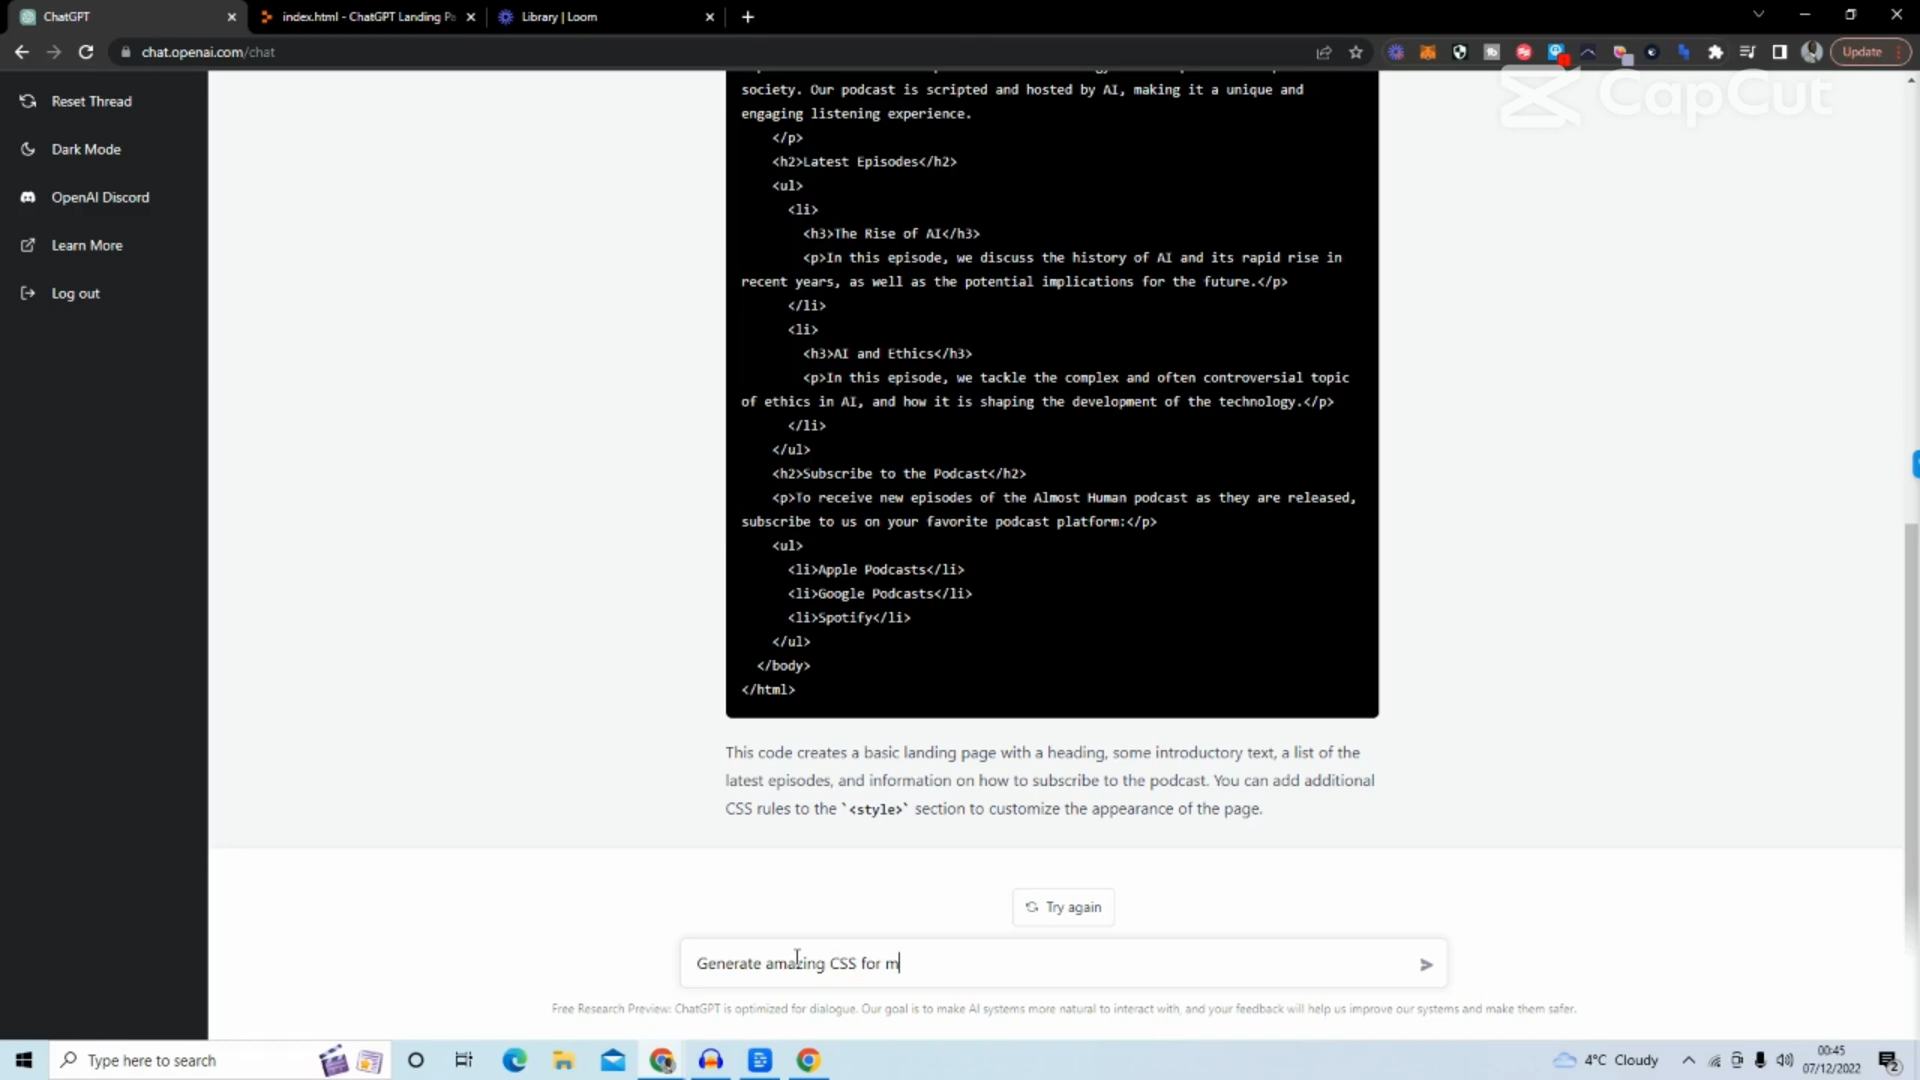 ChatGPT
index.html - ChatGPT Landing Pa
Library | Loom
chat.openai.com/chat
Update
CapCut
Reset Thread
Dark Mode
OpenAI Discord
Learn More
Log out
society. Our podcast is scripted and hosted by AI, making it a unique and
engaging listening experience.
</p>
<h2>Latest Episodes</h2>
<ul>
<li>
<h3>The Rise of AI</h3>
<p>In this episode, we discuss the history of AI and its rapid rise in
recent years, as well as the potential implications for the future.</p>
</li>
<li>
<h3>AI and Ethics</h3>
<p>In this episode, we tackle the complex and often controversial topic
of ethics in AI, and how it is shaping the development of the technology.</p>
</li>
</ul>
<h2>Subscribe to the Podcast</h2>
<p>To receive new episodes of the Almost Human podcast as they are released,
subscribe to us on your favorite podcast platform:</p>
<ul>
<li>Apple Podcasts</li>
<li>Google Podcasts</li>
<li>Spotify</li>
</ul>
</body>
</html>
This code creates a basic landing page with a heading, some introductory text, a list of the
latest episodes, and information on how to subscribe to the podcast. You can add additional
CSS rules to the `<style>` section to customize the appearance of the page.
Try again
Generate amazing CSS for m
Free Research Preview: ChatGPT is optimized for dialogue. Our goal is to make AI systems more natural to interact with, and your feedback will help us improve our systems and make them safer.
Type here to search
4°C Cloudy
00:45
07/12/2022
2